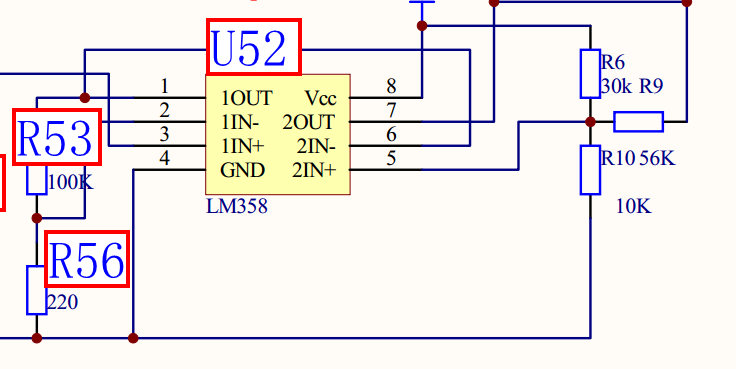 U52
R6
30k R9
1 1OUT Vcc 8
2 1IN- 2OUT 7
3 1IN+ 2IN- 6
4 GND 2IN+ 5
R53
100K
R10 56K
LM358
10K
R56
220